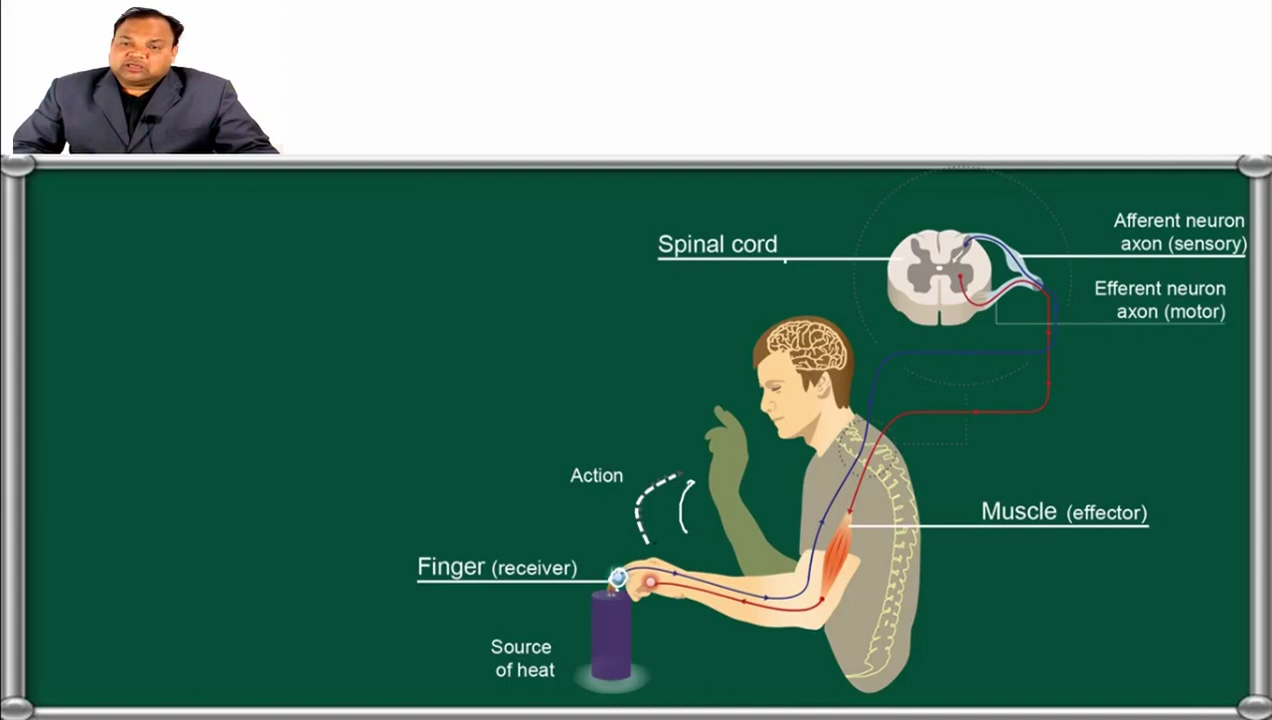 Spinal cord
Afferent neuron
axon (sensory)
Efferent neuron
axon (motor)
Action
Muscle (effector)
Finger (receiver)
Source
of heat